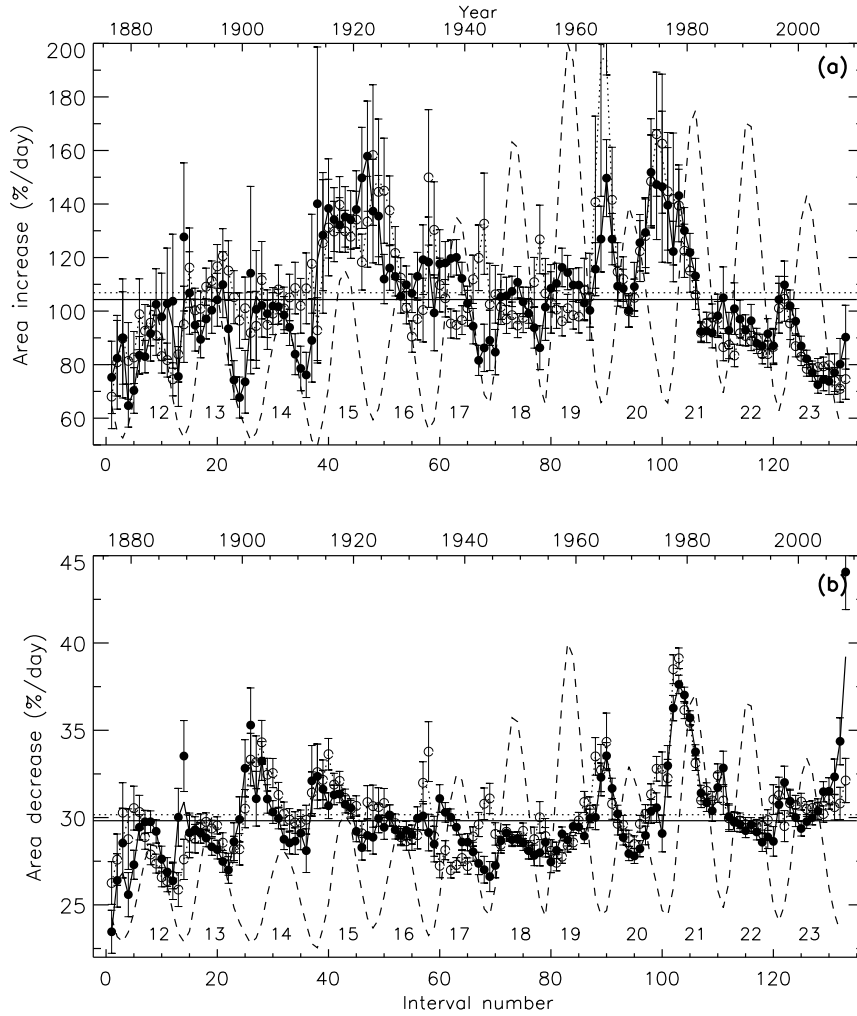 Year
1880 1900 1920 1940 1960 1980 2000
(a)
Area increase (%/day)
200
180
160
140
120
100
80
60
12 13 14 15 16 17 18 19 20 21 22 23
0 20 40 60 80 100 120
1880 1900 1920 1940 1960 1980 2000
(b)
Area decrease (%/day)
45
40
35
30
25
12 13 14 15 16 17 18 19 20 21 22 23
0 20 40 60 80 100 120
Interval number